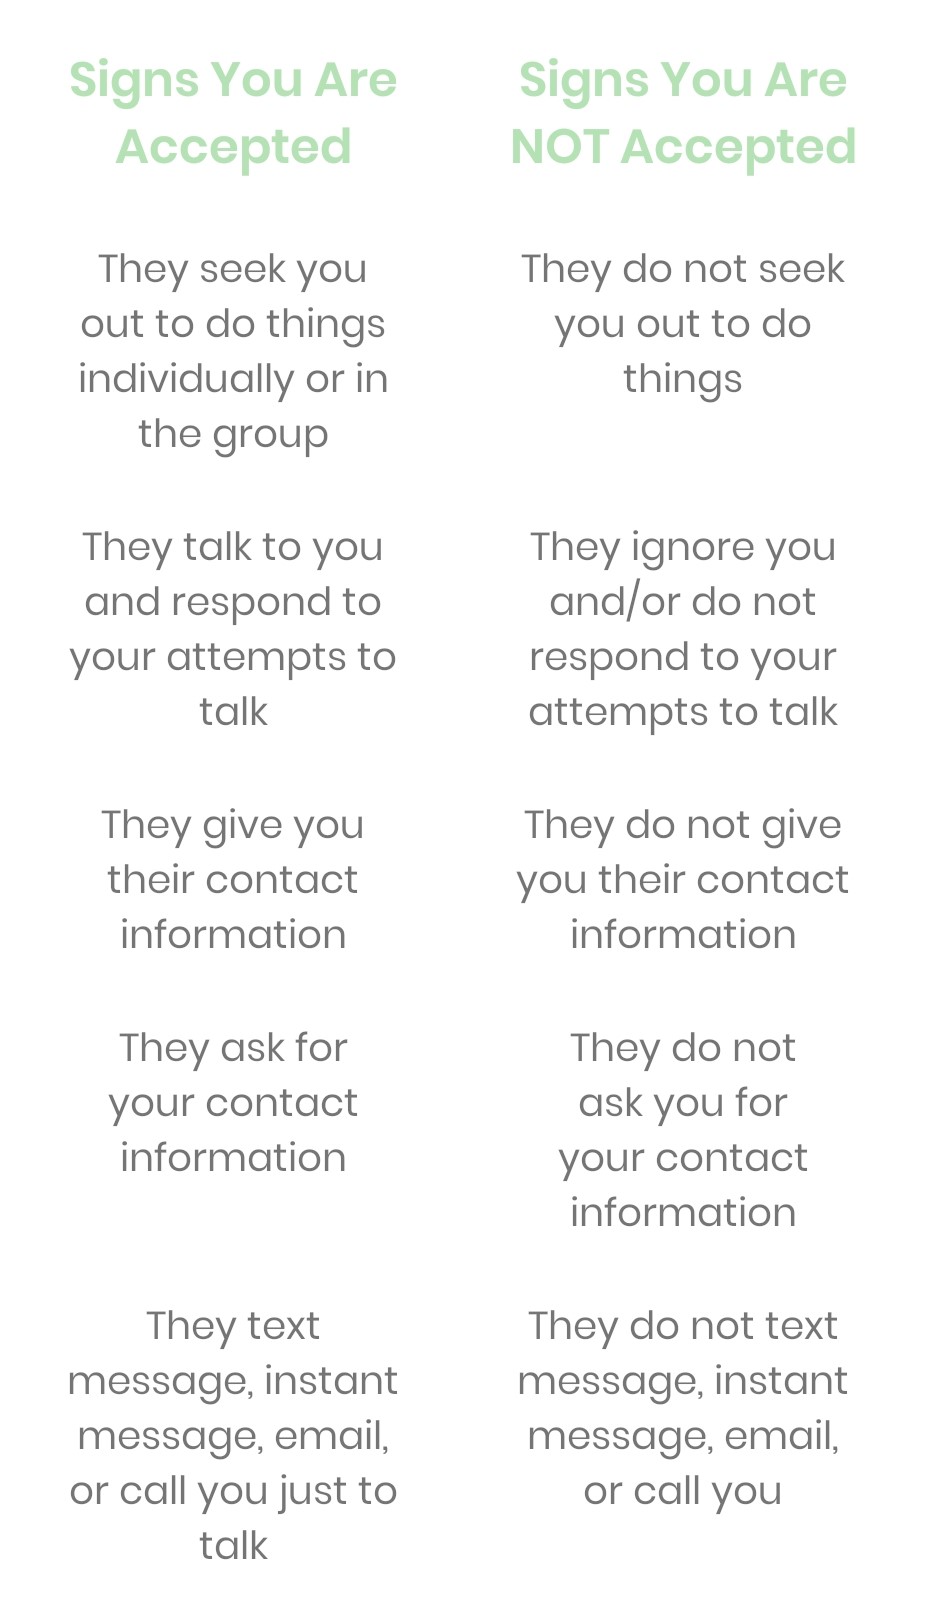 Signs You Are
Accepted
Signs You Are
NOT Accepted
They seek you
out to do things
individually or in
the group
They do not seek
you out to do
things
They talk to you
and respond to
your attempts to
talk
They ignore you
and/or do not
respond to your
attempts to talk
They give you
their contact
information
They do not give
you their contact
information
They ask for
your contact
information
They do not
ask you for
your contact
information
They text
message, instant
message, email,
or call you just to
talk
They do not text
message, instant
message, email,
or call you